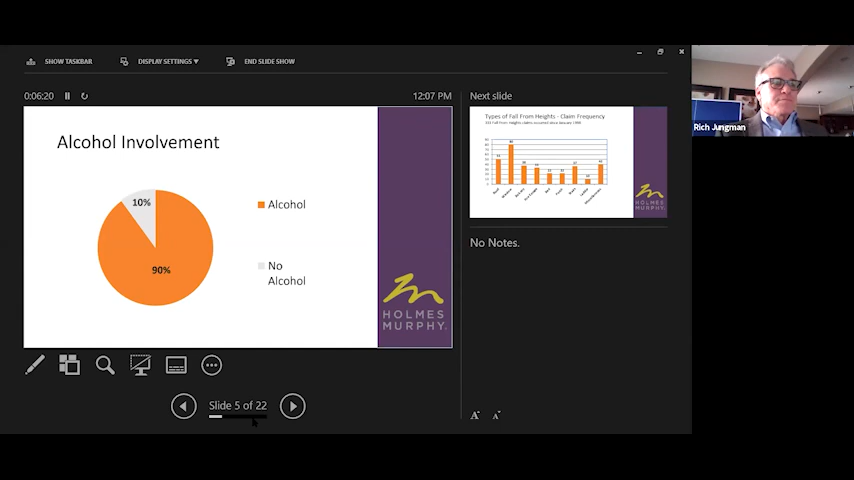 SHOW TASKBAR
DISPLAY SETTINGS ▼
END SLIDE SHOW
0:06:20
12:07 PM
Next slide
Alcohol Involvement
10%
90%
Alcohol
No
Alcohol
HOLMES
MURPHY
Types of Fall From Heights - Claim Frequency
HOLMES
MURPHY
Rich Jungman
No Notes.
Slide 5 of 22
A
A